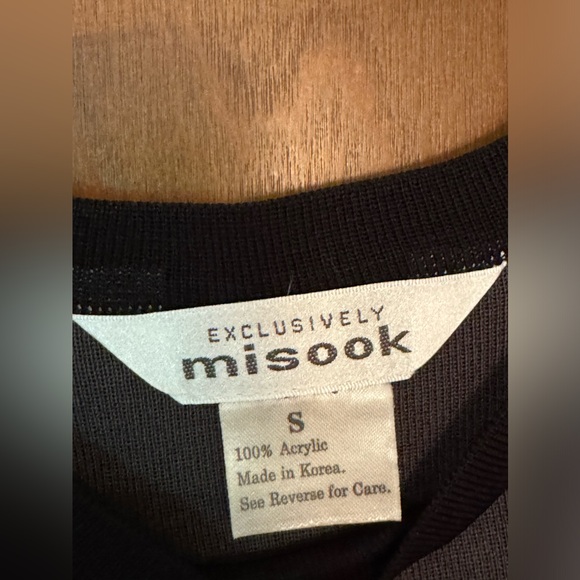 EXCLUSIVELY
misook
S
100% Acrylic
Made in Korea.
See Reverse for Care.